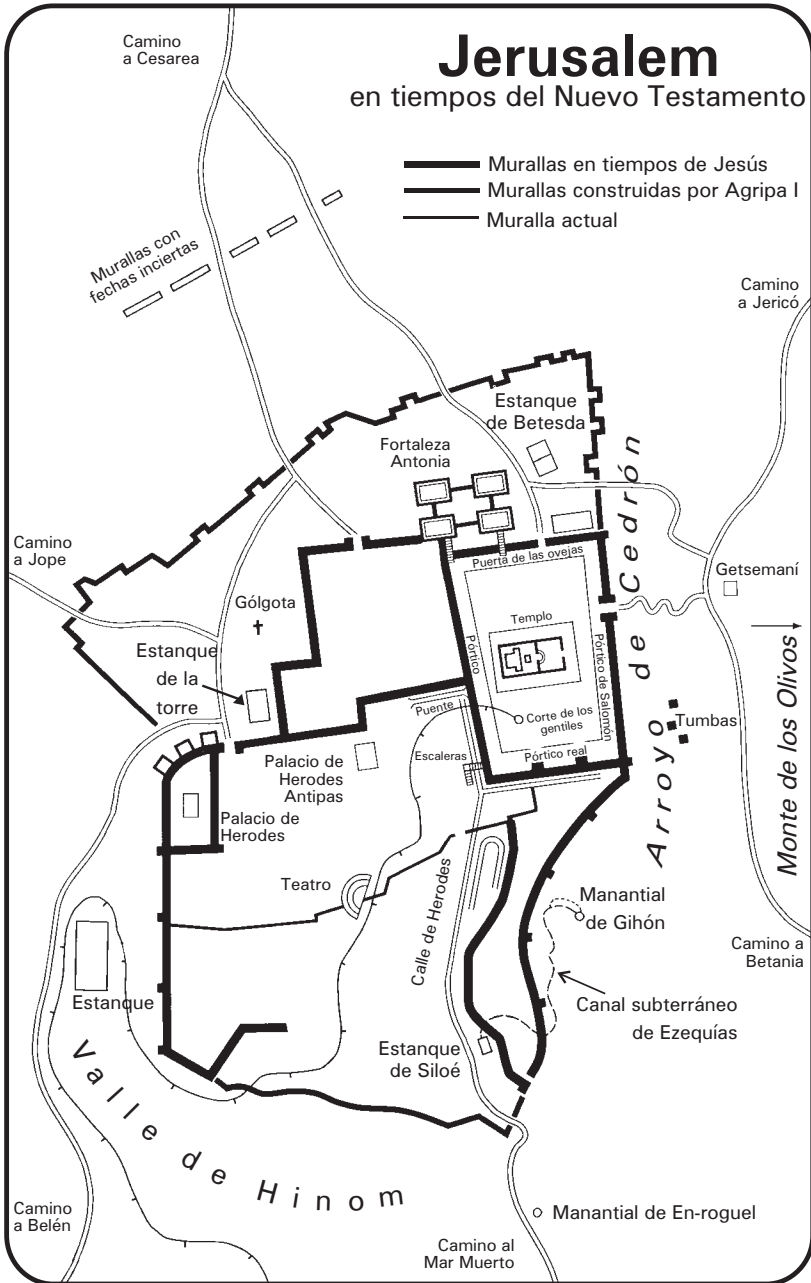 Camino
a Cesarea
Jerusalem
en tiempos del Nuevo Testamento
Murallas en tiempos de Jesús
Murallas construidas por Agripa I
Muralla actual
Murallas con
fechas inciertas
Camino
a Jericó
Estanque
de Betesda
Fortaleza
Antonia
Camino
a Jope
Puerta de las ovejas
Getsemaní
Gólgota
Templo
Estanque
de la
torre
Pórtico
Pórtico de Salomón
Arroyo de Cedrón
Monte de los Olivos
Puente
Corte de los
gentiles
Tumbas
Escaleras
Pórtico real
Palacio de
Herodes
Antipas
Palacio de
Herodes
Teatro
Calle de Herodes
Manantial
de Gihón
Camino a
Betania
Estanque
Canal subterráneo
de Ezequías
Estanque
de Siloé
Valle de Hinom
Camino
a Belén
Manantial de En-roguel
Camino al
Mar Muerto